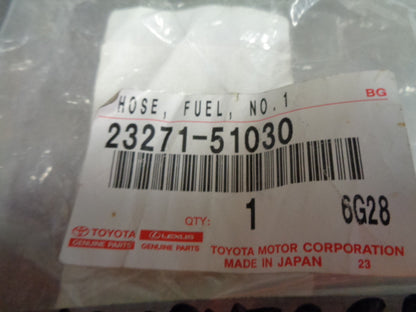 BG
HOSE, FUEL, NO.1
23271-51030
QTY: 1 6G28
TOYOTA LEXUS
GENUINE PARTS GENUINE PARTS
TOYOTA MOTOR CORPORATION
MADE IN JAPAN 23